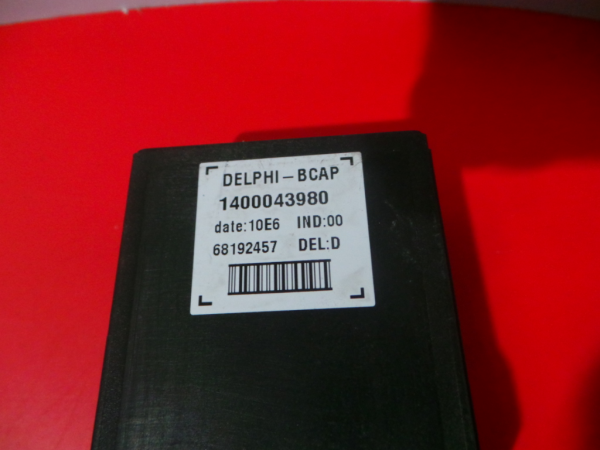 DELPHI-BCAP
1400043980
date:10E6 IND:00
68192457 DEL:D